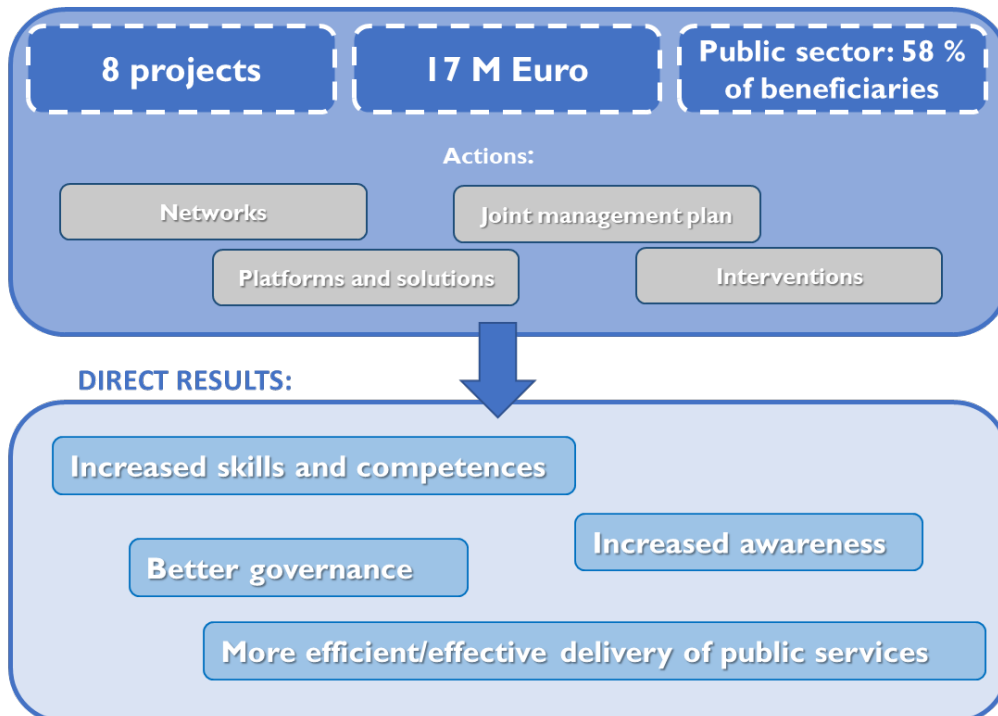 8 projects
17 M Euro
Public sector: 58 %
of beneficiaries
Actions:
Networks
Joint management plan
Platforms and solutions
Interventions
DIRECT RESULTS:
Increased skills and competences
Increased awareness
Better governance
More efficient/effective delivery of public services